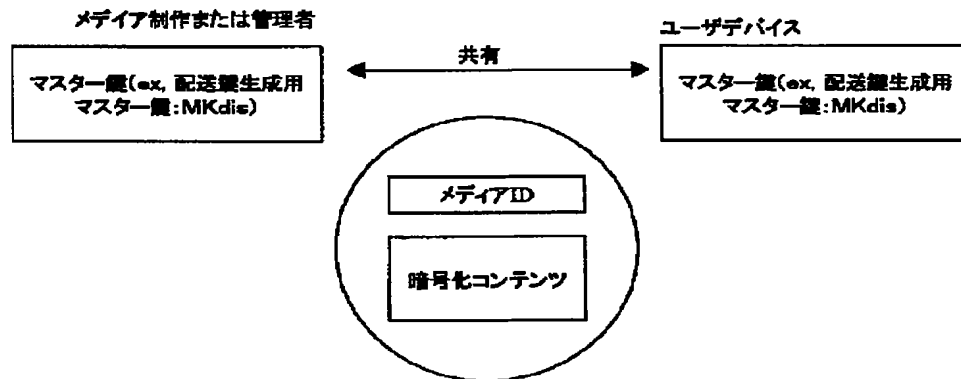 メデイア制作または管理者
ユーザデバイス
共有
マスター鍵(ex, 配送鍵生成用
マスター鍵:MKdis)
マスター鍵(ex, 配送鍵生成用
マスター鍵:MKdis)
メディアID
暗号化コンテンツ